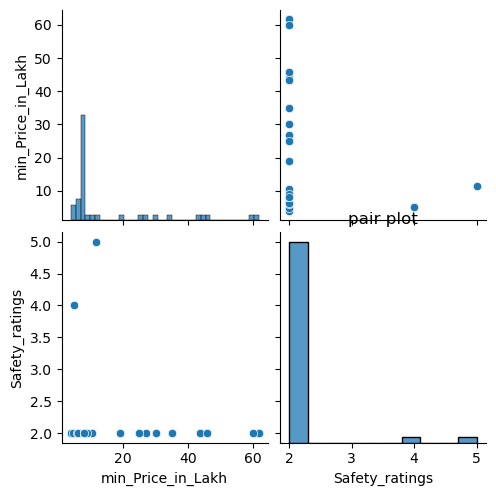 min_Price_in_Lakh
60
50
40
30
20
10
pair plot
Safety_ratings
5.0
4.5
4.0
3.5
3.0
2.5
2.0
20 40 60
2 3 4 5
min_Price_in_Lakh
Safety_ratings